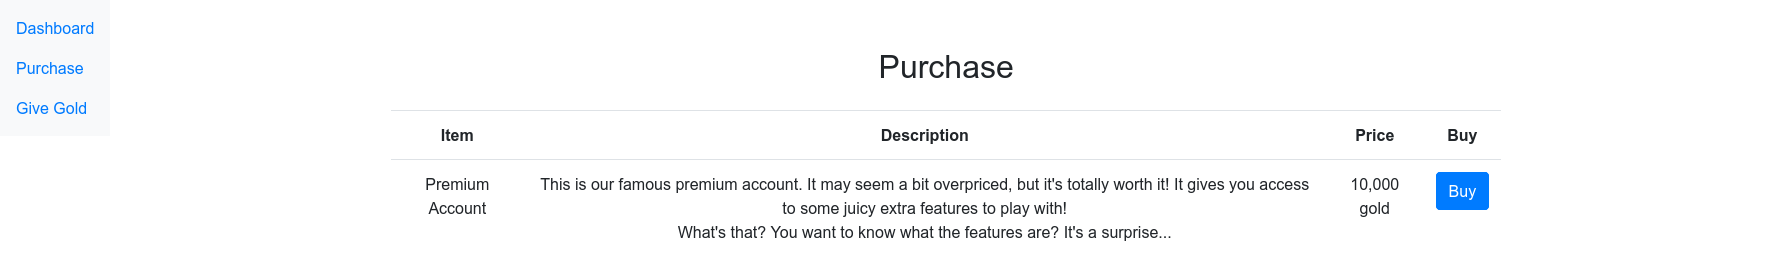 Dashboard
Purchase
Give Gold
Purchase
Item Description Price Buy
Premium Account
This is our famous premium account. It may seem a bit overpriced, but it's totally worth it! It gives you access
to some juicy extra features to play with!
What's that? You want to know what the features are? It's a surprise...
10,000
gold
Buy